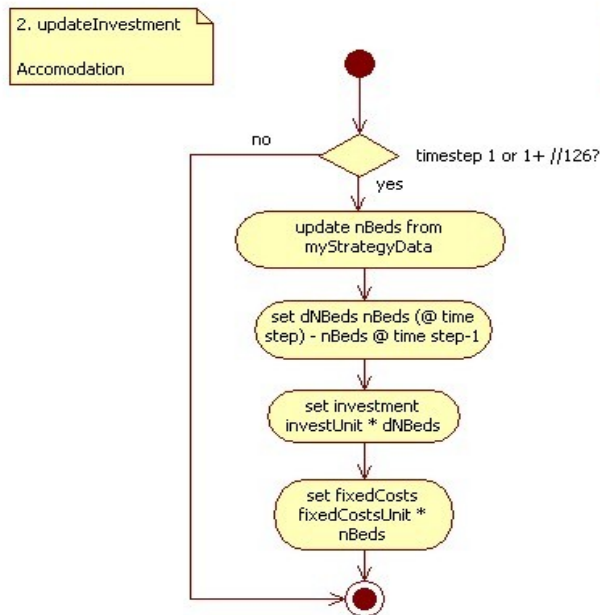 2. updateInvestment
Accomodation
no
timestep 1 or 1+ //126?
yes
update nBeds from
myStrategyData
set dNBeds nBeds (@ time
step) - nBeds @ time step-1
set investment
investUnit * dNBeds
set fixedCosts
fixedCostsUnit *
nBeds